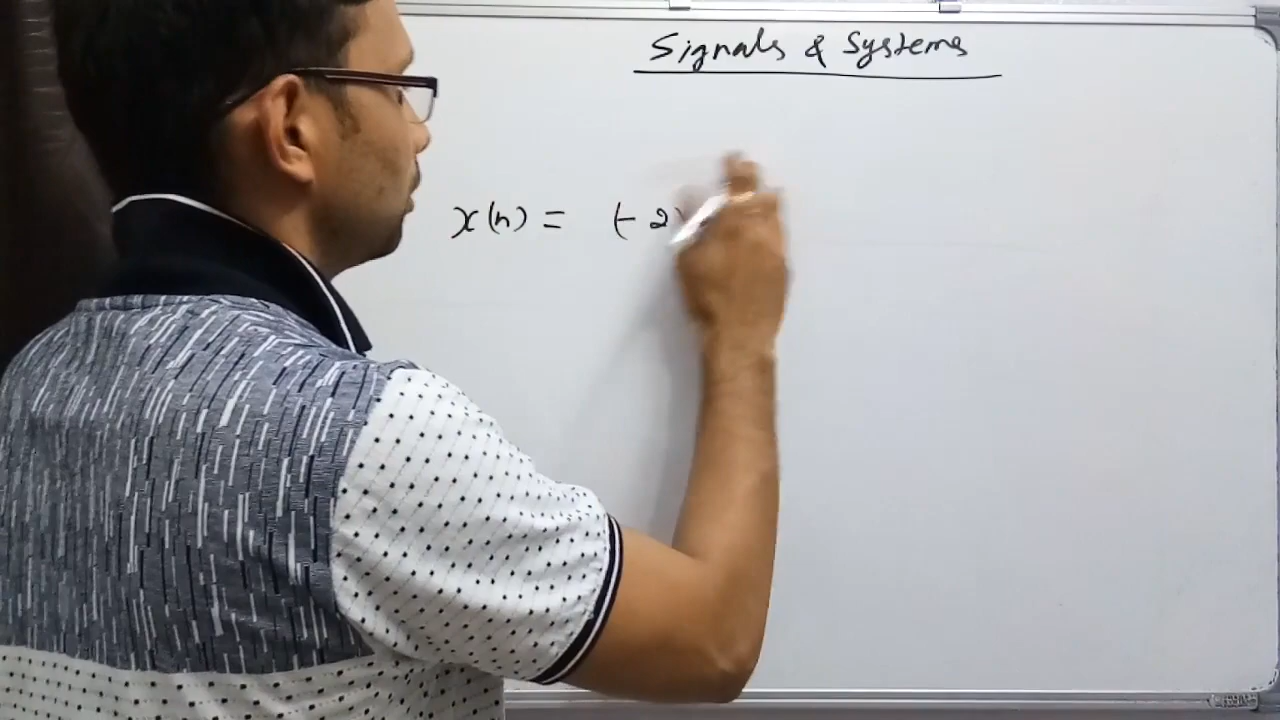 Signals & Systems
x(n) = (-2)